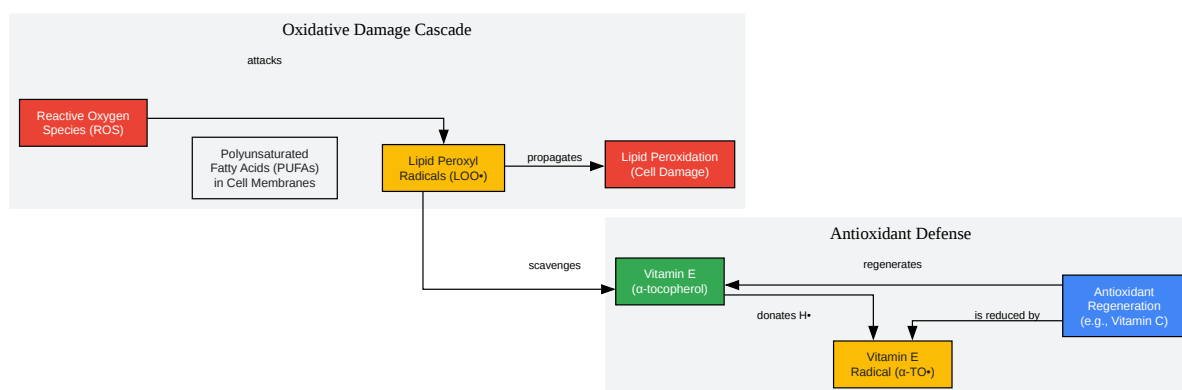 Oxidative Damage Cascade
attacks
Reactive Oxygen
Species (ROS)
Polyunsaturated
Fatty Acids (PUFAs)
in Cell Membranes
Lipid Peroxyl
Radicals (LOO•)
propagates
Lipid Peroxidation
(Cell Damage)
Antioxidant Defense
scavenges
Vitamin E
(α-tocopherol)
regenerates
Antioxidant
Regeneration
(e.g., Vitamin C)
donates H•
is reduced by
Vitamin E
Radical (α-TO•)